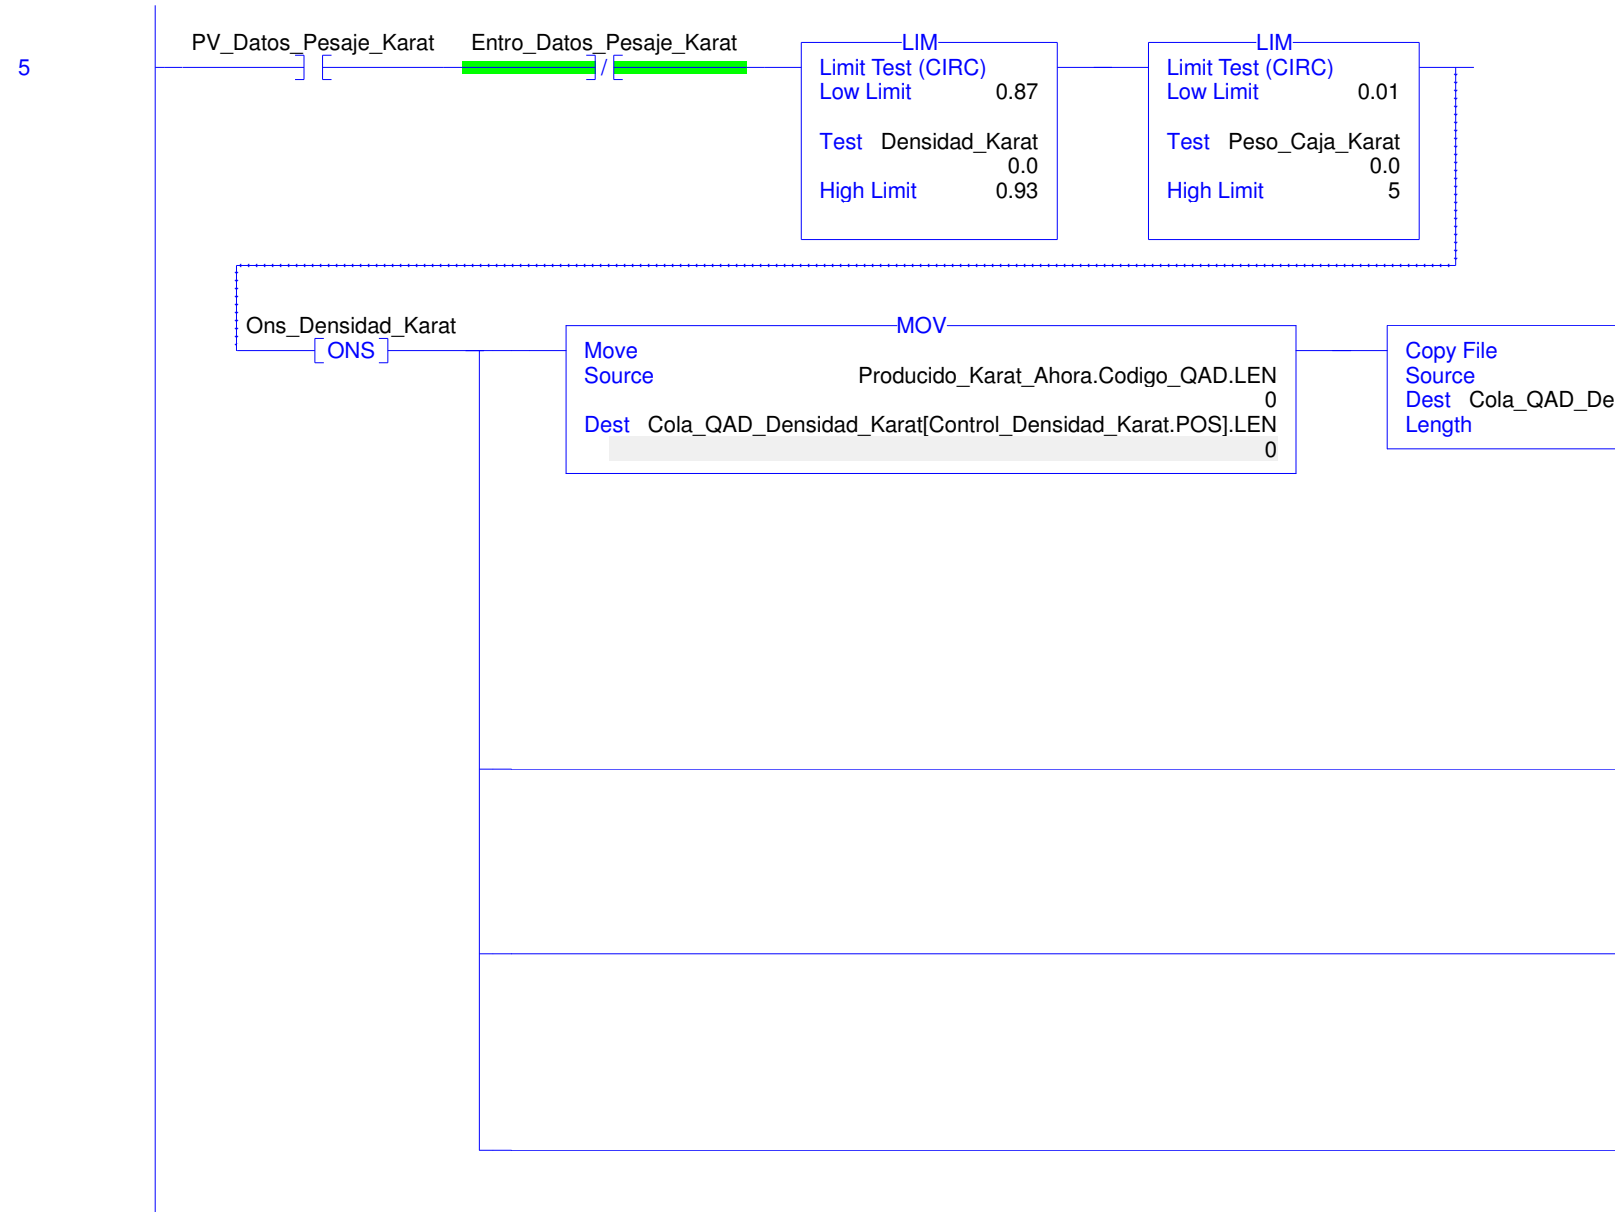 5
PV_Datos_Pesaje_Karat
Entro_Datos_Pesaje_Karat
/
LIM
Limit Test (CIRC)
Low Limit 0.87
Test Densidad_Karat
0.0
High Limit 0.93
LIM
Limit Test (CIRC)
Low Limit 0.01
Test Peso_Caja_Karat
0.0
High Limit 5
Ons_Densidad_Karat
ONS
MOV
Move
Source Producido_Karat_Ahora.Codigo_QAD.LEN
0
Dest Cola_QAD_Densidad_Karat[Control_Densidad_Karat.POS].LEN
0
Copy File
Source
Dest Cola_QAD_De
Length